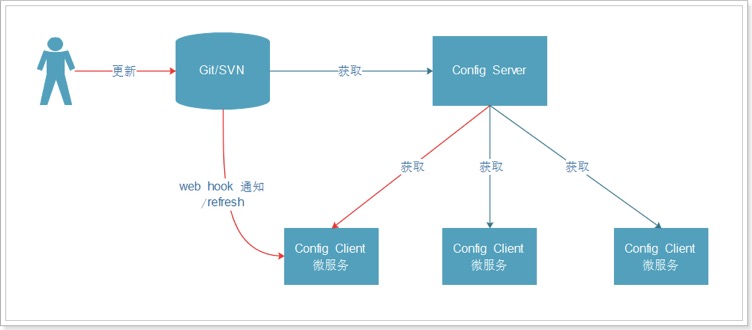 更新
Git/SVN
获取
Config Server
web hook 通知
/refresh
获取
获取
获取
Config Client
微服务
Config Client
微服务
Config Client
微服务